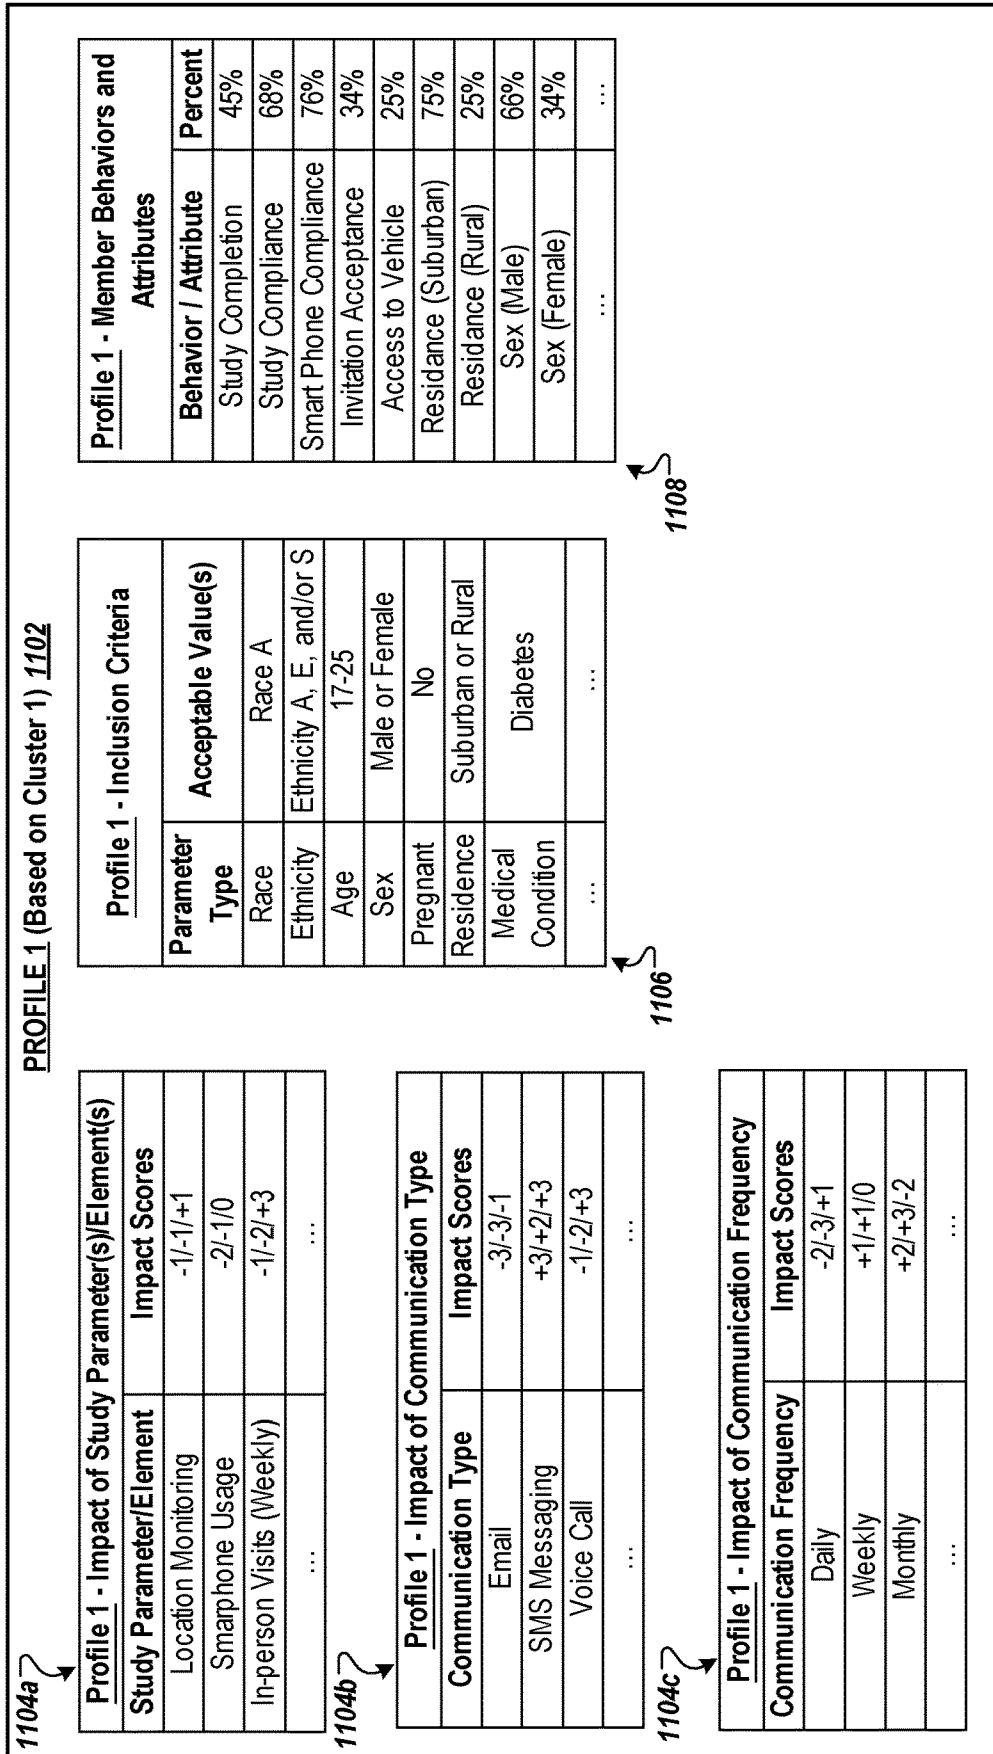 PROFILE 1 (Based on Cluster 1) 1102
1104a
Profile 1 - Impact of Study Parameter(s)/Element(s)
Study Parameter/Element Impact Scores
Location Monitoring -1/-1/+1
Smarphone Usage -2/-1/0
In-person Visits (Weekly) -1/-2/+3
... ...
1104b
Profile 1 - Impact of Communication Type
Communication Type Impact Scores
Email -3/-3/-1
SMS Messaging +3/+2/+3
Voice Call -1/-2/+3
... ...
1104c
Profile 1 - Impact of Communication Frequency
Communication Frequency Impact Scores
Daily -2/-3/+1
Weekly +1/+1/0
Monthly +2/+3/-2
... ...
Profile 1 - Inclusion Criteria
Parameter
Type
Acceptable Value(s)
Race Race A
Ethnicity Ethnicity A, E, and/or S
Age 17-25
Sex Male or Female
Pregnant No
Residence Suburban or Rural
Medical
Condition
Diabetes
... ...
1106
Profile 1 - Member Behaviors and
Attributes
Behavior / Attribute Percent
Study Completion 45%
Study Compliance 68%
Smart Phone Compliance 76%
Invitation Acceptance 34%
Access to Vehicle 25%
Residance (Suburban) 75%
Residance (Rural) 25%
Sex (Male) 66%
Sex (Female) 34%
... ...
1108